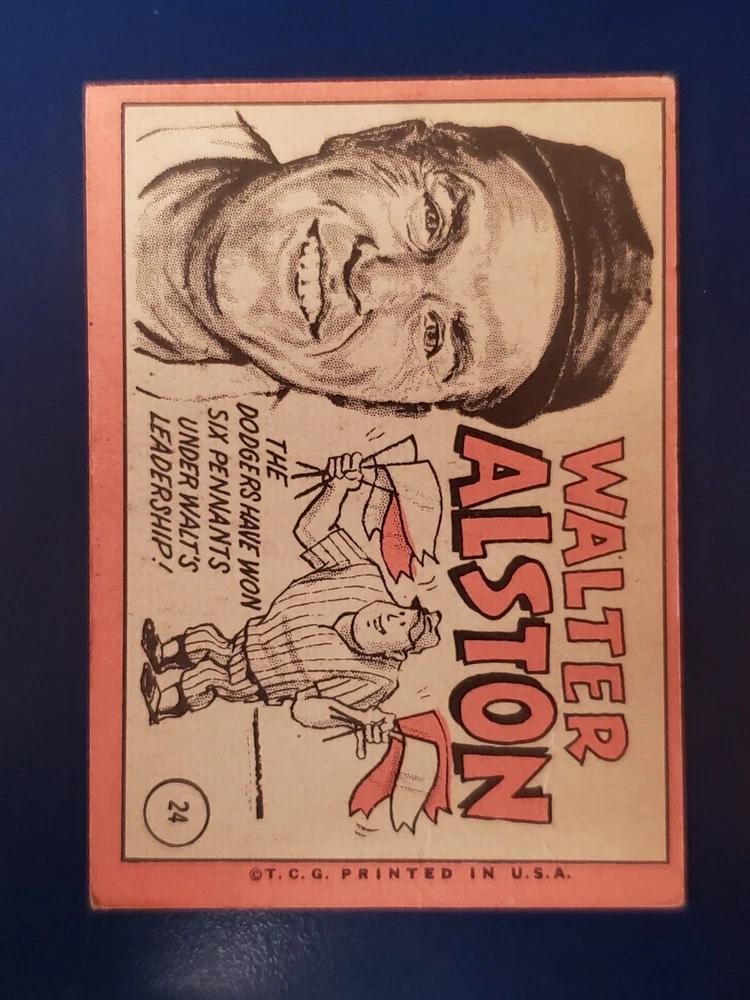 WALTER
ALSTON
THE
DODGERS HAVE WON
SIX PENNANTS
UNDER WALT'S
LEADERSHIP!
24
©T.C.G. PRINTED IN U.S.A.